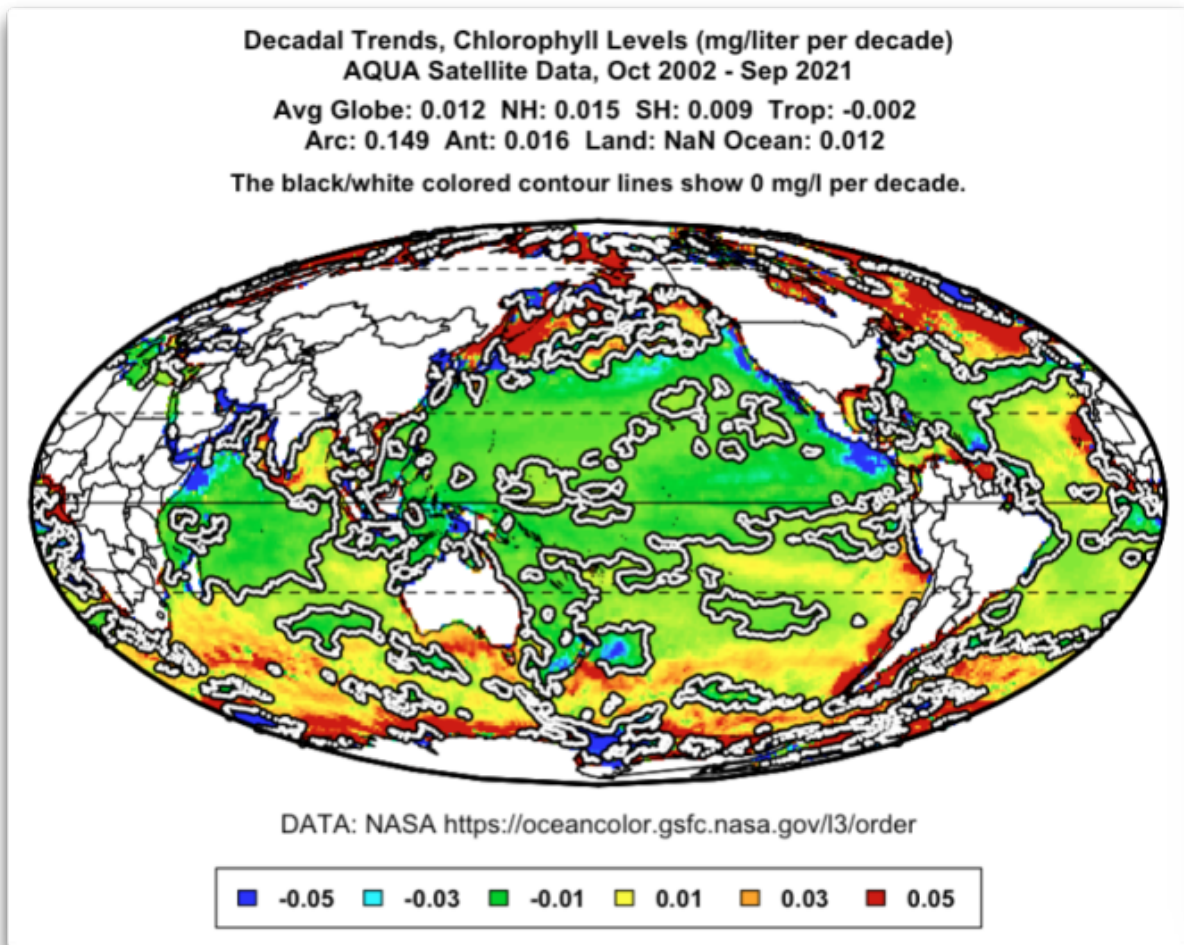 Decadal Trends, Chlorophyll Levels (mg/liter per decade)
AQUA Satellite Data, Oct 2002 - Sep 2021
Avg Globe: 0.012 NH: 0.015 SH: 0.009 Trop: -0.002
Arc: 0.149 Ant: 0.016 Land: NaN Ocean: 0.012
The black/white colored contour lines show 0 mg/l per decade.
DATA: NASA https://oceancolor.gsfc.nasa.gov/l3/order
-0.05 -0.03 -0.01 0.01 0.03 0.05